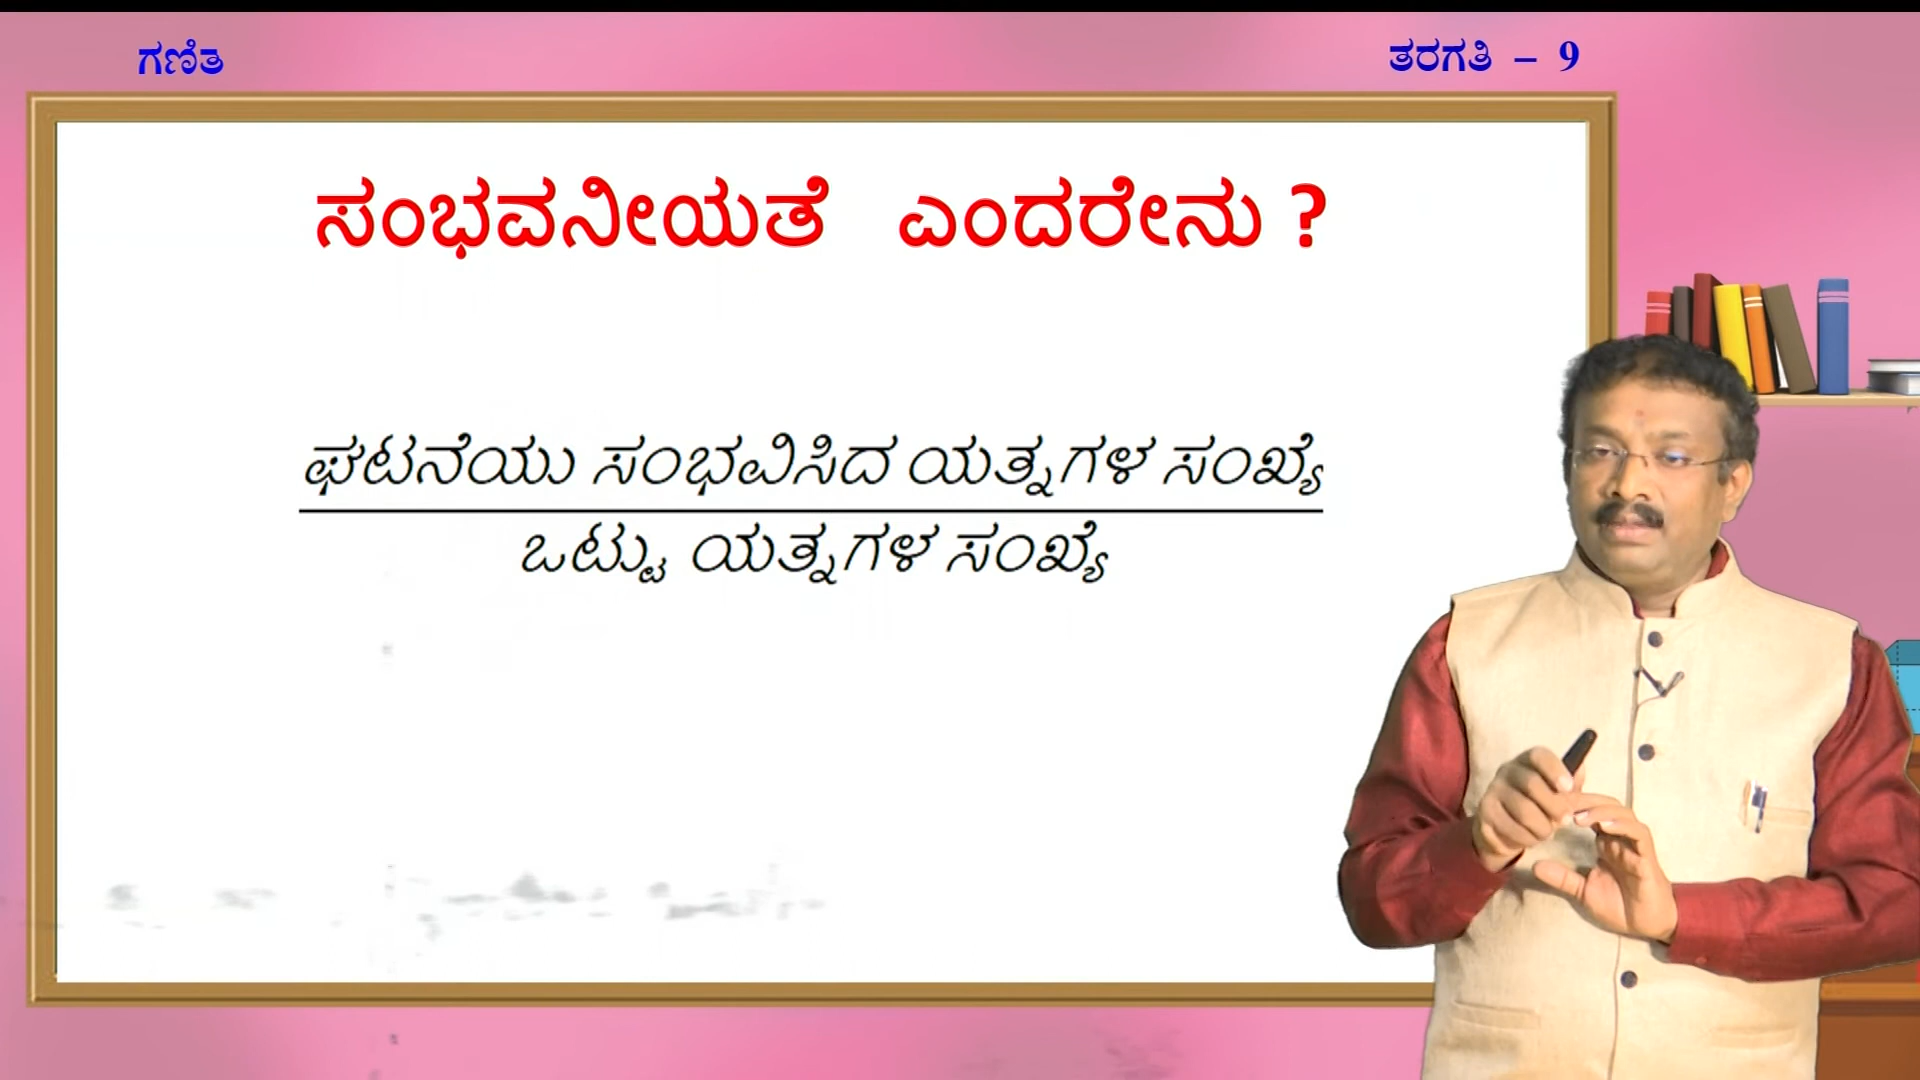 ಗಣಿತ
ತರಗತಿ – 9
ಸಂಭವನೀಯತೆ ಎಂದರೇನು ?
ಘಟನೆಯು ಸಂಭವಿಸಿದ ಯತ್ನಗಳ ಸಂಖ್ಯೆ
ಒಟ್ಟು ಯತ್ನಗಳ ಸಂಖ್ಯೆ